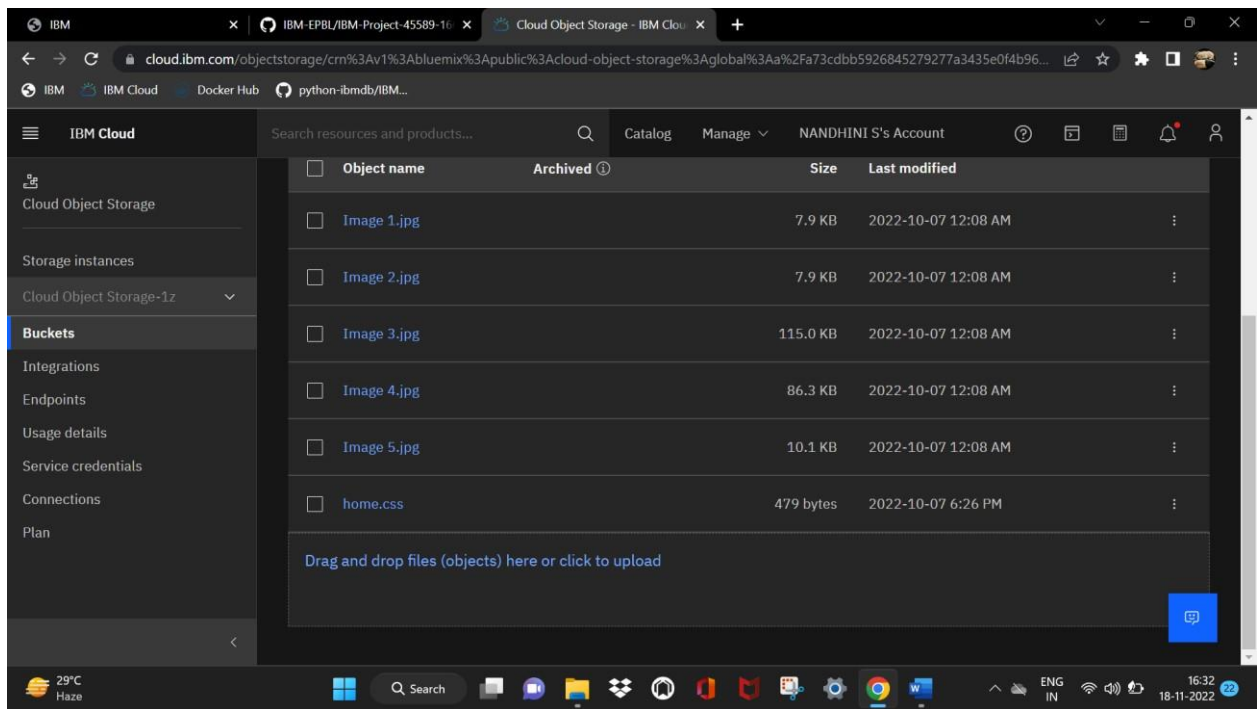 IBM
IBM-EPBL/IBM-Project-45589-16
Cloud Object Storage - IBM Clou
cloud.ibm.com/objectstorage/crn%3Av1%3Abluemix%3Apublic%3Acloud-object-storage%3Aglobal%3Aa%2Fa73cdbb5926845279277a3435e0f4b96...
IBM IBM Cloud Docker Hub python-ibmdb/IBM...
IBM Cloud Search resources and products... Catalog Manage NANDHINI S's Account
Cloud Object Storage
Storage instances
Cloud Object Storage-1z
Buckets
Integrations
Endpoints
Usage details
Service credentials
Connections
Plan
Object name Archived Size Last modified
Image 1.jpg 7.9 KB 2022-10-07 12:08 AM
Image 2.jpg 7.9 KB 2022-10-07 12:08 AM
Image 3.jpg 115.0 KB 2022-10-07 12:08 AM
Image 4.jpg 86.3 KB 2022-10-07 12:08 AM
Image 5.jpg 10.1 KB 2022-10-07 12:08 AM
home.css 479 bytes 2022-10-07 6:26 PM
Drag and drop files (objects) here or click to upload
29°C
Haze
Search
ENG
IN
16:32
18-11-2022
22